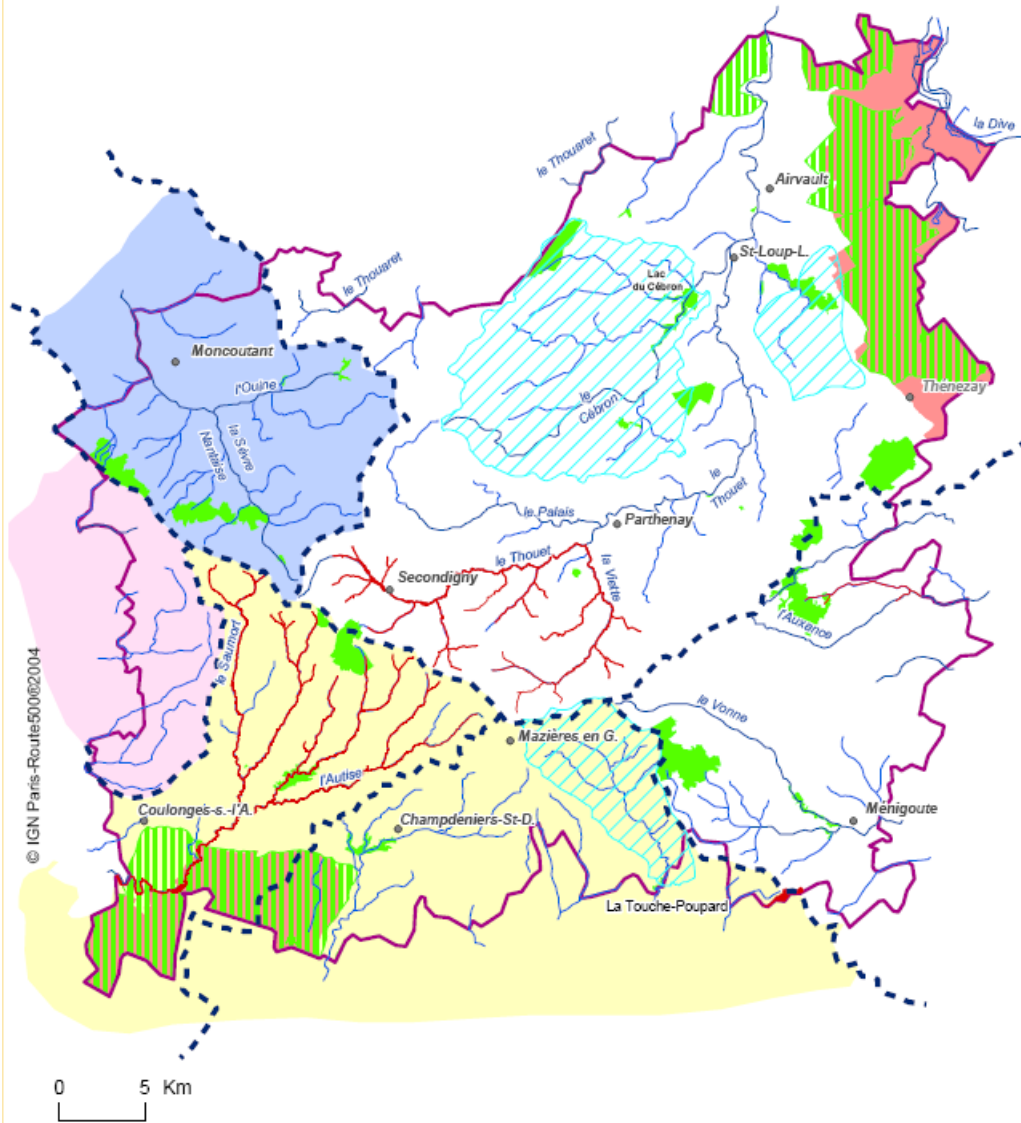 la Dive
le Thouaret
Airvault
St-Loup-L.
Lac
du Cébron
le Thouaret
Moncoutant
l'Ouine
Thenezay
le
Cébron
la Sèvre
Nantaise
le
Thouet
le Palais
Parthenay
le Thouet
la Viette
Secondigny
l'Auxance
le Saumort
© IGN Paris-Route500®2004
la Vonne
Mazières en G.
l'Autise
Coulonges-s.-l'A.
Champdeniers-St-D.
Ménigoute
La Touche-Poupard
0 5 Km